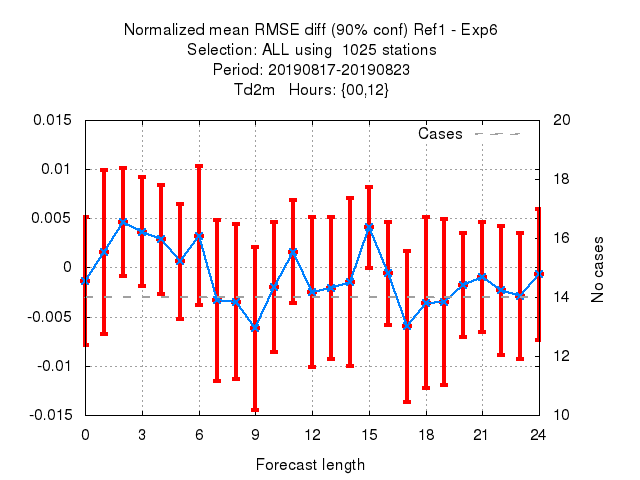 Normalized mean RMSE diff (90% conf) Ref1 - Exp6
Selection: ALL using  1025 stations
Period: 20190817-20190823
Td2m   Hours: {00,12}
0.015
0.01
0.005
0
-0.005
-0.01
-0.015
Cases
20
18
16
14
12
10
No cases
0 3 6 9 12 15 18 21 24
Forecast length